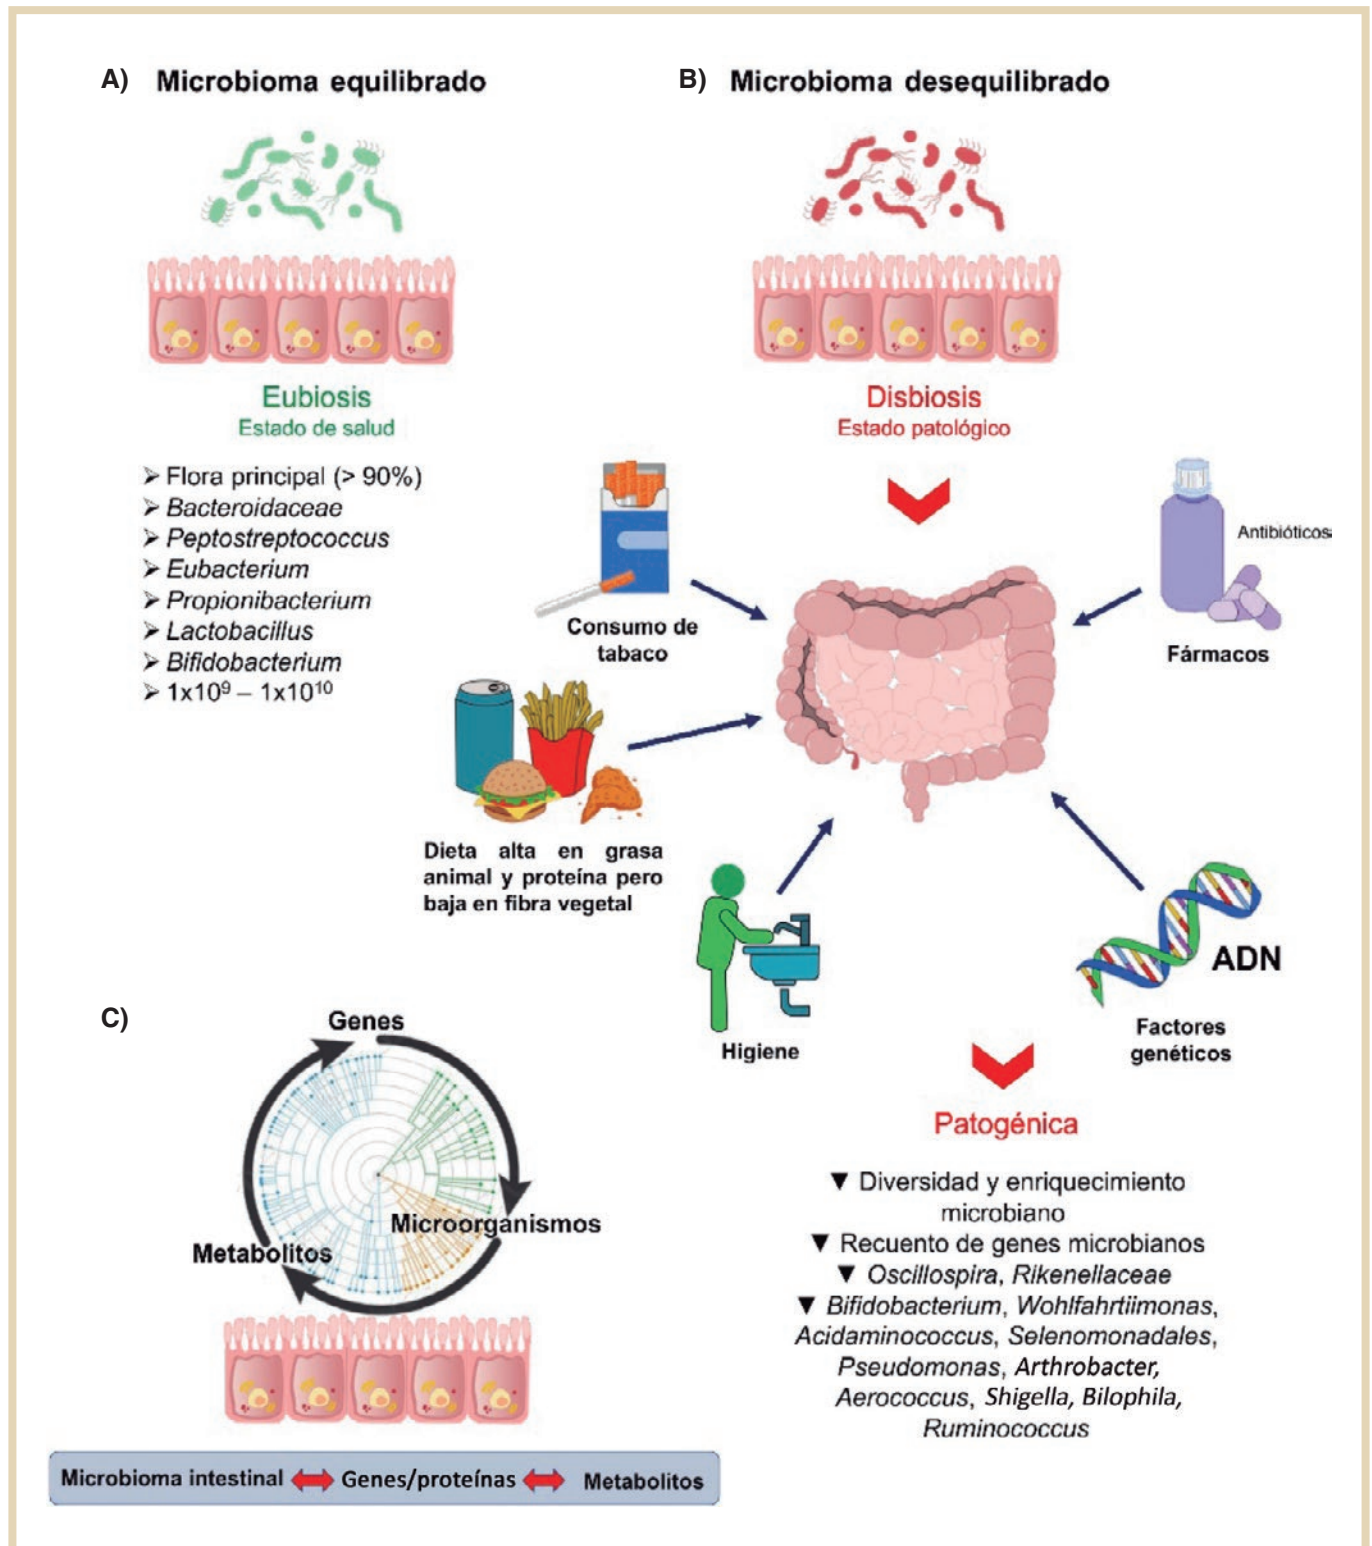 A) Microbioma equilibrado
B) Microbioma desequilibrado
Eubiosis
Estado de salud
➤ Flora principal (> 90%)
➤ Bacteroidaceae
➤ Peptostreptococcus
➤ Eubacterium
➤ Propionibacterium
➤ Lactobacillus
➤ Bifidobacterium
➤ 1x10⁹ – 1x10¹⁰
Disbiosis
Estado patológico
Consumo de
tabaco
Antibióticos
Fármacos
Dieta alta en grasa
animal y proteína pero
baja en fibra vegetal
Higiene
ADN
Factores
genéticos
Patogénica
▼ Diversidad y enriquecimiento
microbiano
▼ Recuento de genes microbianos
▼ Oscillospira, Rikenellaceae
▼ Bifidobacterium, Wohlfahrtiimonas,
Acidaminococcus, Selenomonadales,
Pseudomonas, Arthrobacter,
Aerococcus, Shigella, Bilophila,
Ruminococcus
C)
Genes
Microorganismos
Metabolitos
Microbioma intestinal Genes/proteínas Metabolitos